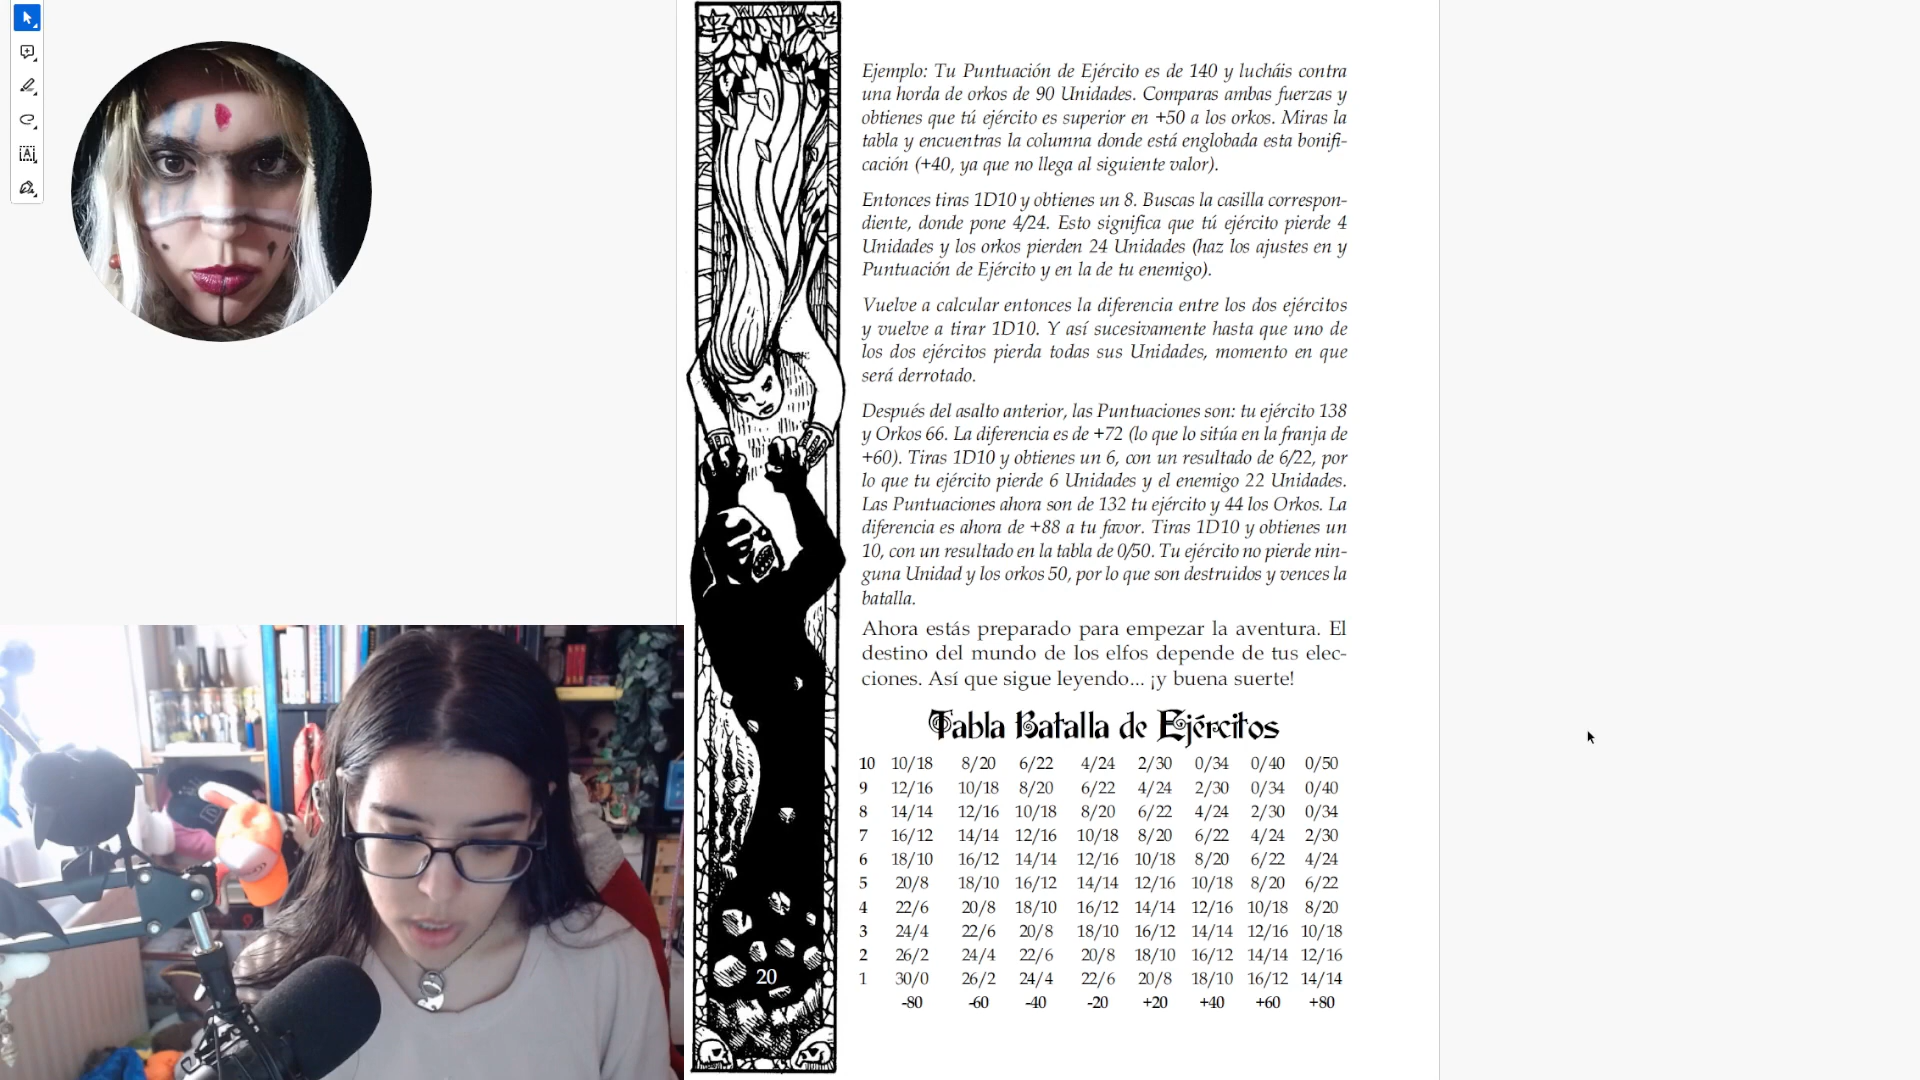 Ejemplo: Tu Puntuación de Ejército es de 140 y lucháis contra
una horda de orkos de 90 Unidades. Comparas ambas fuerzas y
obtienes que tú ejército es superior en +50 a los orkos. Miras la
tabla y encuentras la columna donde está englobada esta bonifi-
cación (+40, ya que no llega al siguiente valor).
Entonces tiras 1D10 y obtienes un 8. Buscas la casilla correspon-
diente, donde pone 4/24. Esto significa que tú ejército pierde 4
Unidades y los orkos pierden 24 Unidades (haz los ajustes en y
Puntuación de Ejército y en la de tu enemigo).
Vuelve a calcular entonces la diferencia entre los dos ejércitos
y vuelve a tirar 1D10. Y así sucesivamente hasta que uno de
los dos ejércitos pierda todas sus Unidades, momento en que
será derrotado.
Después del asalto anterior, las Puntuaciones son: tu ejército 138
y Orkos 66. La diferencia es de +72 (lo que lo sitúa en la franja de
+60). Tiras 1D10 y obtienes un 6, con un resultado de 6/22, por
lo que tu ejército pierde 6 Unidades y el enemigo 22 Unidades.
Las Puntuaciones ahora son de 132 tu ejército y 44 los Orkos. La
diferencia es ahora de +88 a tu favor. Tiras 1D10 y obtienes un
10, con un resultado en la tabla de 0/50. Tu ejército no pierde nin-
guna Unidad y los orkos 50, por lo que son destruidos y vences la
batalla.
Ahora estás preparado para empezar la aventura. El
destino del mundo de los elfos depende de tus elec-
ciones. Así que sigue leyendo... ¡y buena suerte!
Tabla Batalla de Ejércitos
10 10/18 8/20 6/22 4/24 2/30 0/34 0/40 0/50
9 12/16 10/18 8/20 6/22 4/24 2/30 0/34 0/40
8 14/14 12/16 10/18 8/20 6/22 4/24 2/30 0/34
7 16/12 14/14 12/16 10/18 8/20 6/22 4/24 2/30
6 18/10 16/12 14/14 12/16 10/18 8/20 6/22 4/24
5 20/8 18/10 16/12 14/14 12/16 10/18 8/20 6/22
4 22/6 20/8 18/10 16/12 14/14 12/16 10/18 8/20
3 24/4 22/6 20/8 18/10 16/12 14/14 12/16 10/18
2 26/2 24/4 22/6 20/8 18/10 16/12 14/14 12/16
1 30/0 26/2 24/4 22/6 20/8 18/10 16/12 14/14
-80 -60 -40 -20 +20 +40 +60 +80
20